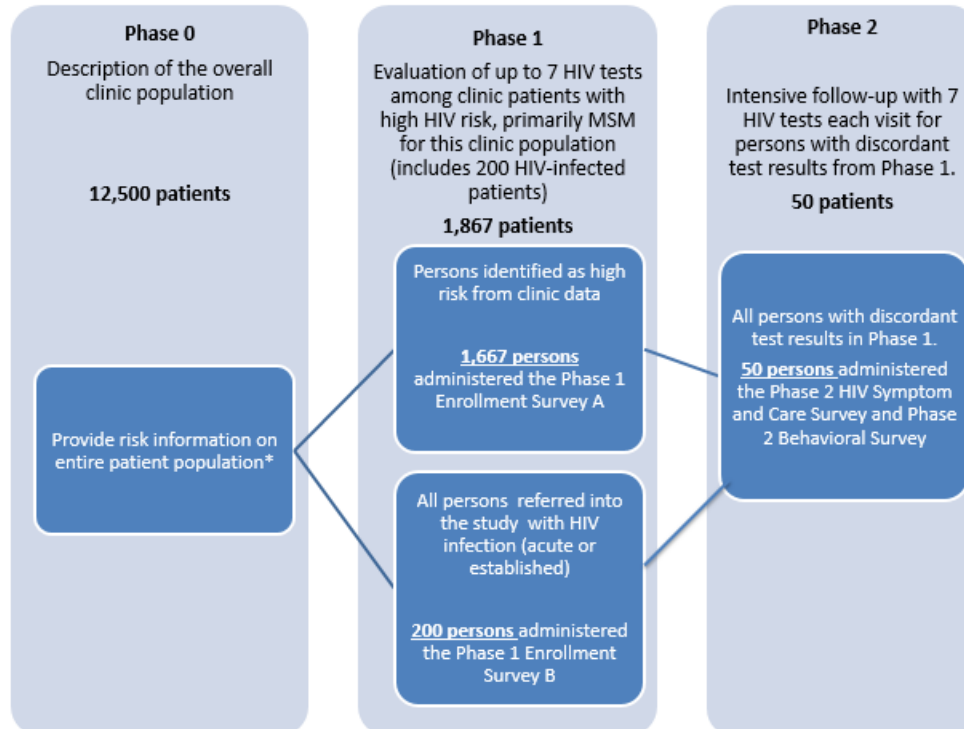 Phase 0
Description of the overall
clinic population
12,500 patients
Provide risk information on
entire patient population*
Phase 1
Evaluation of up to 7 HIV tests
among clinic patients with
high HIV risk, primarily MSM
for this clinic population
(includes 200 HIV-infected
patients)
1,867 patients
Persons identified as high
risk from clinic data
1,667 persons
administered the Phase 1
Enrollment Survey A
All persons referred into
the study with HIV
infection (acute or
established)
200 persons administered
the Phase 1 Enrollment
Survey B
Phase 2
Intensive follow-up with 7
HIV tests each visit for
persons with discordant
test results from Phase 1.
50 patients
All persons with discordant
test results in Phase 1.
50 persons administered
the Phase 2 HIV Symptom
and Care Survey and Phase
2 Behavioral Survey